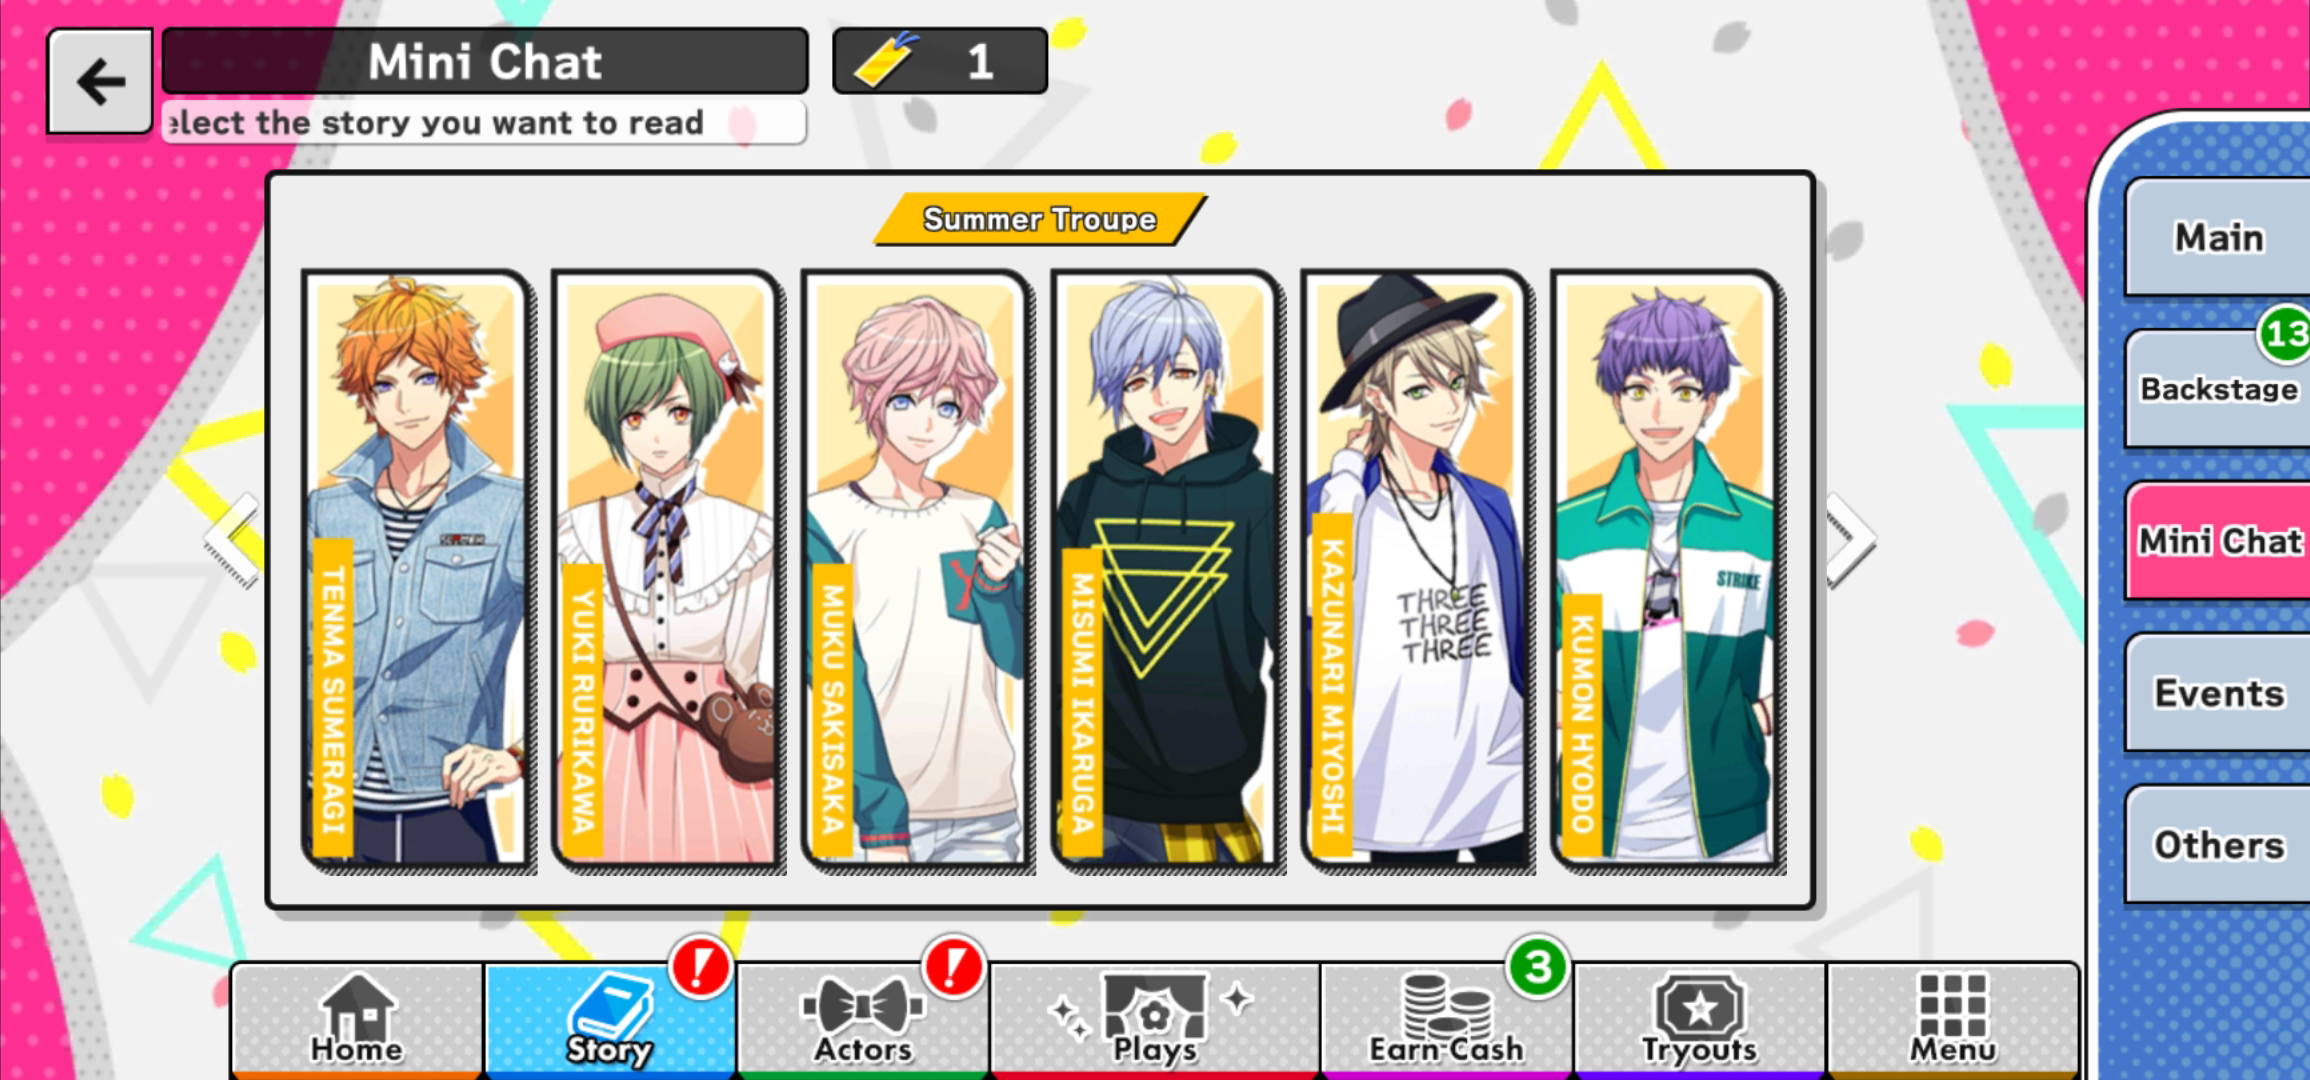 Mini Chat
1
elect the story you want to read
Summer Troupe
TENMA SUMERAGI
YUKI RURIKAWA
MUKU SAKISAKA
MISUMI IKARUGA
KAZUNARI MIYOSHI
THREE
THREE
THREE
KUMON HYODO
STRIKE
Main
13
Backstage
Mini Chat
Events
Others
Home
Story
Actors
Plays
3
Earn Cash
Tryouts
Menu